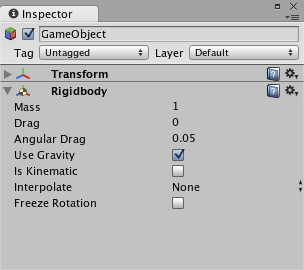 Inspector
GameObject
Tag Untagged Layer Default
Transform
Rigidbody
Mass 1
Drag 0
Angular Drag 0.05
Use Gravity
Is Kinematic
Interpolate None
Freeze Rotation